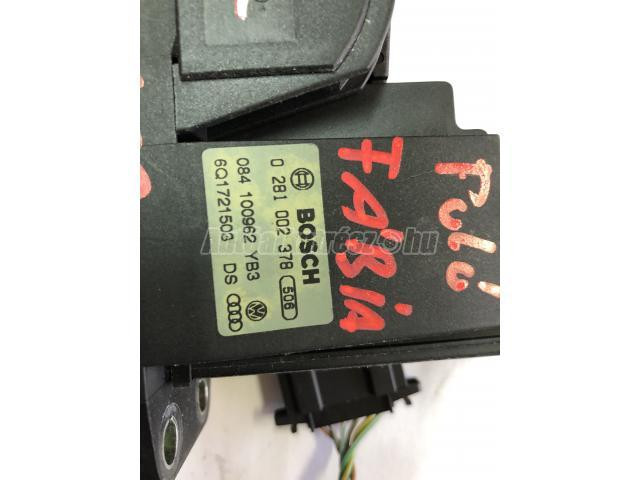 BOSCH
0 281 002 378 506
084 100962 YB3
6Q1721503 DS
FABIA
Polo!